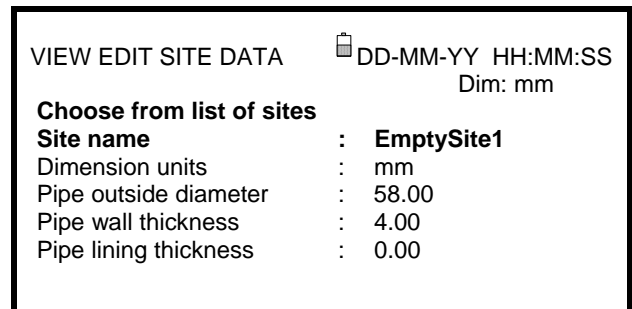 VIEW EDIT SITE DATA DD-MM-YY HH:MM:SS
Dim: mm
Choose from list of sites
Site name : EmptySite1
Dimension units : mm
Pipe outside diameter : 58.00
Pipe wall thickness : 4.00
Pipe lining thickness : 0.00